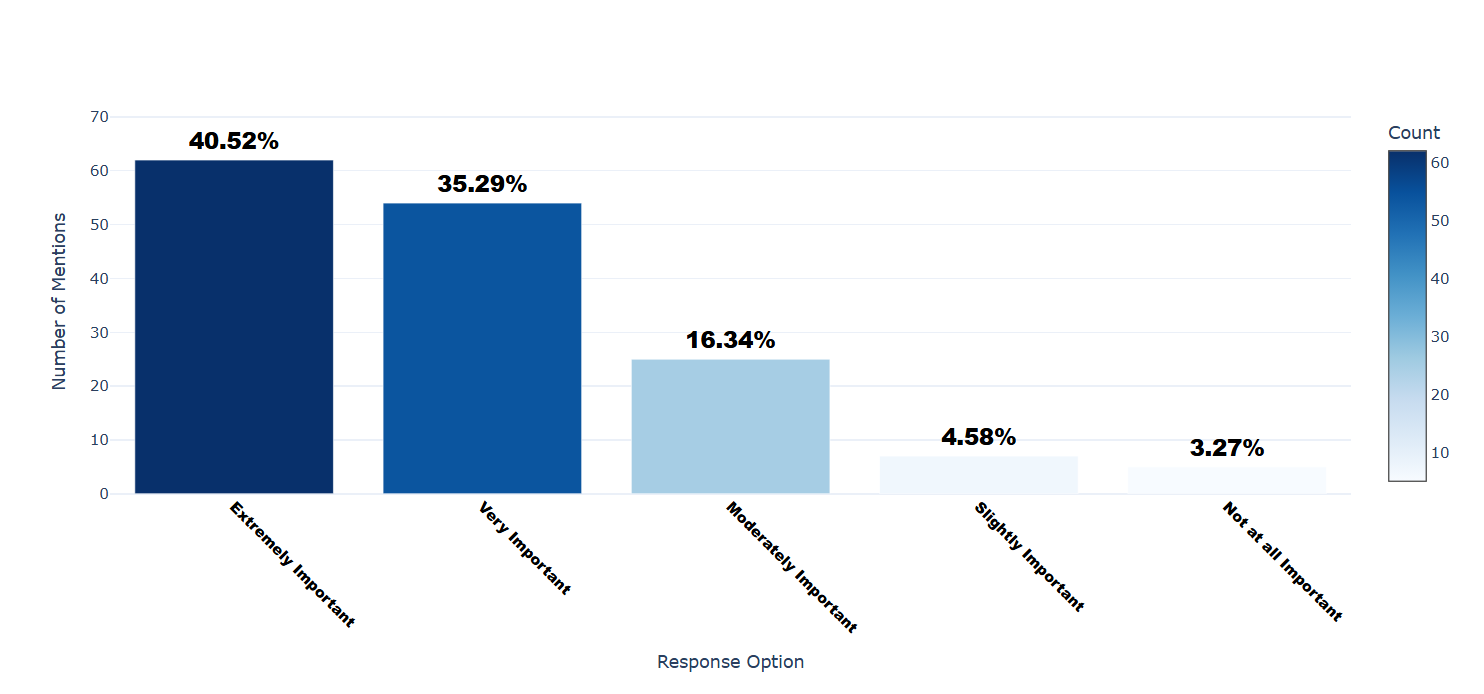 Number of Mentions
70
60
50
40
30
20
10
0
40.52%
35.29%
16.34%
4.58%
3.27%
Extremely Important
Very Important
Moderately Important
Slightly Important
Not at all Important
Response Option
Count
60
50
40
30
20
10